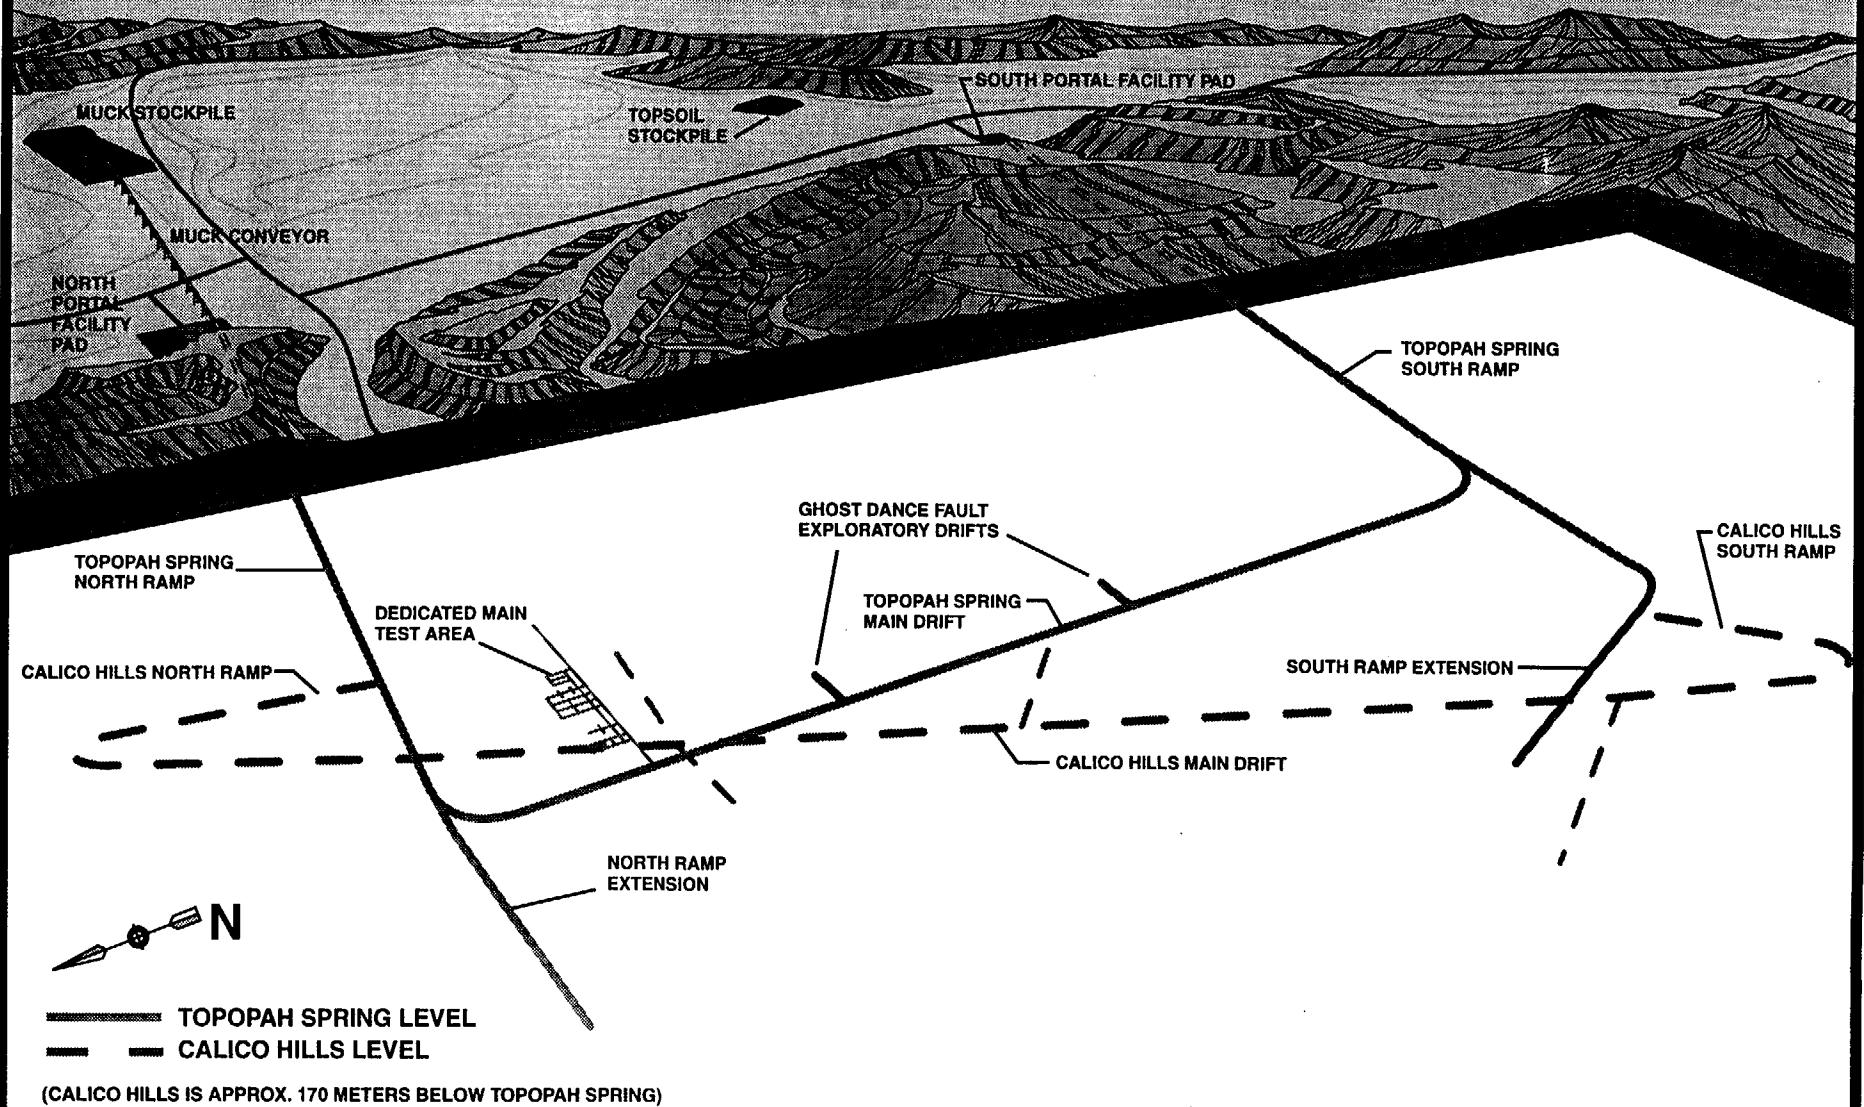 SOUTH PORTAL FACILITY PAD
MUCK STOCKPILE
TOPSOIL
STOCKPILE
MUCK CONVEYOR
NORTH
PORTAL
FACILITY
PAD
TOPOPAH SPRING
SOUTH RAMP
GHOST DANCE FAULT
EXPLORATORY DRIFTS
CALICO HILLS
SOUTH RAMP
TOPOPAH SPRING
NORTH RAMP
TOPOPAH SPRING
MAIN DRIFT
DEDICATED MAIN
TEST AREA
CALICO HILLS NORTH RAMP
SOUTH RAMP EXTENSION
CALICO HILLS MAIN DRIFT
NORTH RAMP
EXTENSION
N
TOPOPAH SPRING LEVEL
CALICO HILLS LEVEL
(CALICO HILLS IS APPROX. 170 METERS BELOW TOPOPAH SPRING)